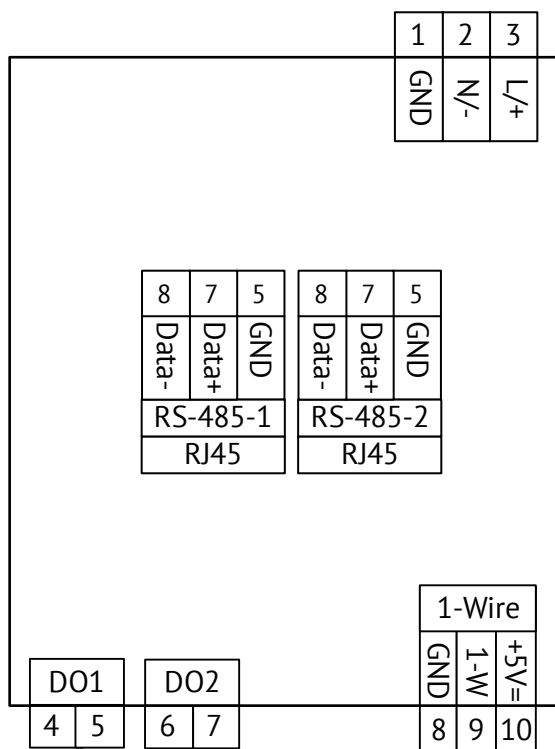 1 2 3
GND N/- L/+
8 7 5 8 7 5
Data- Data+ GND Data- Data+ GND
RS-485-1 RS-485-2
RJ45 RJ45
1-Wire
GND 1-W +5V=
DO1 DO2
4 5 6 7 8 9 10